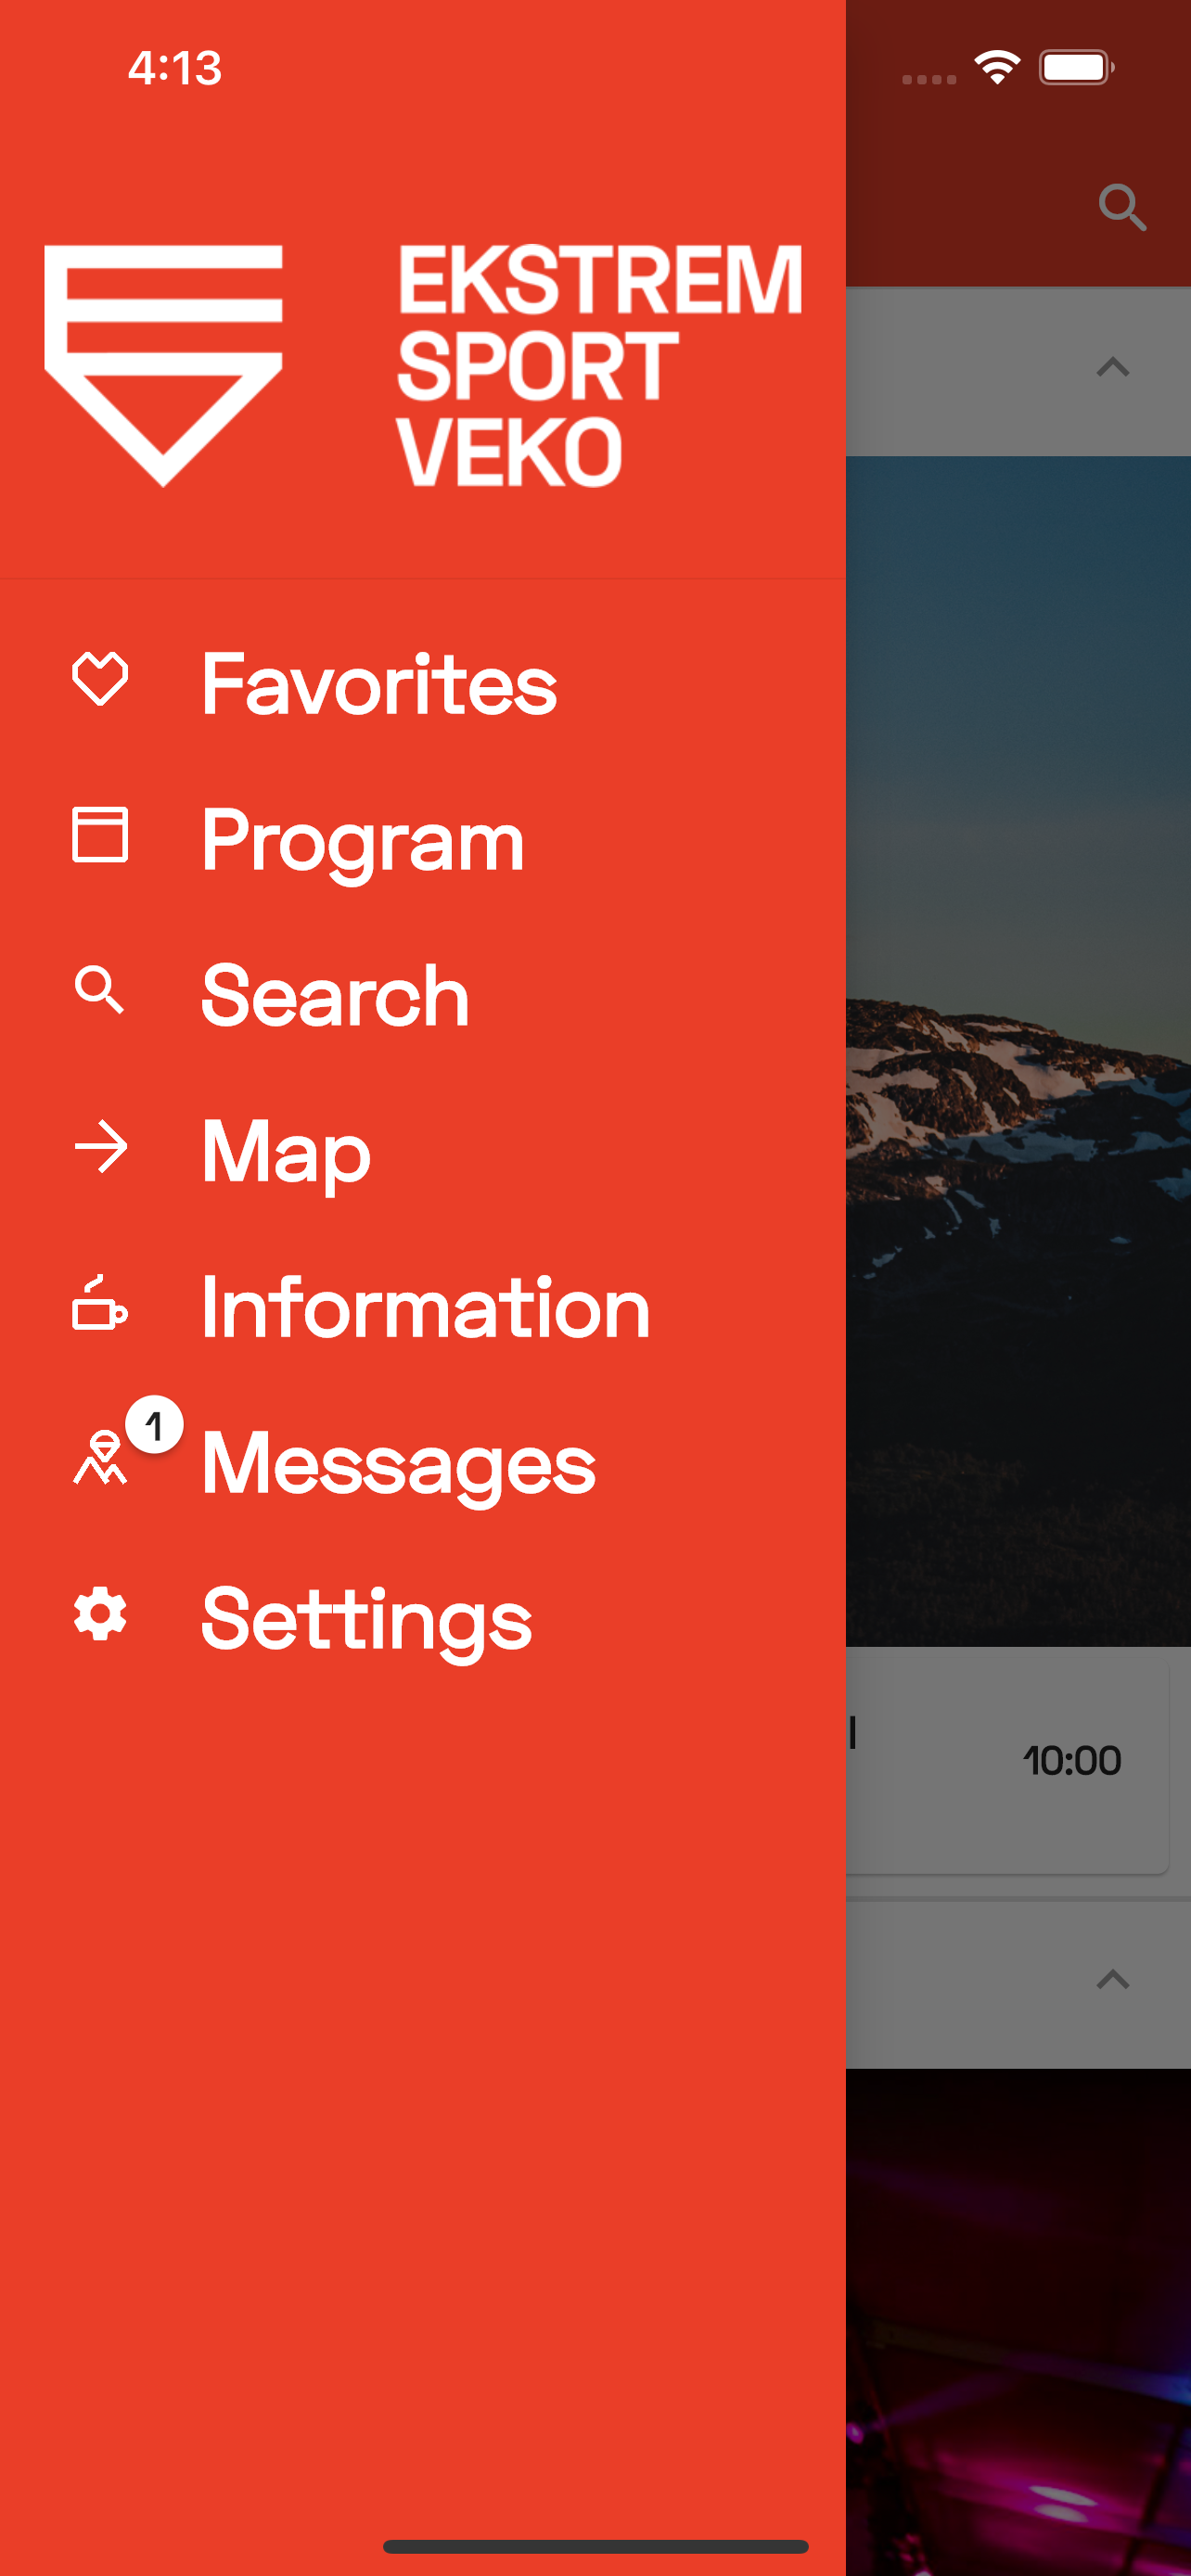 4:13
EKSTREM
SPORT
VEKO
Favorites
Program
Search
Map
Information
1
Messages
Settings
10:00